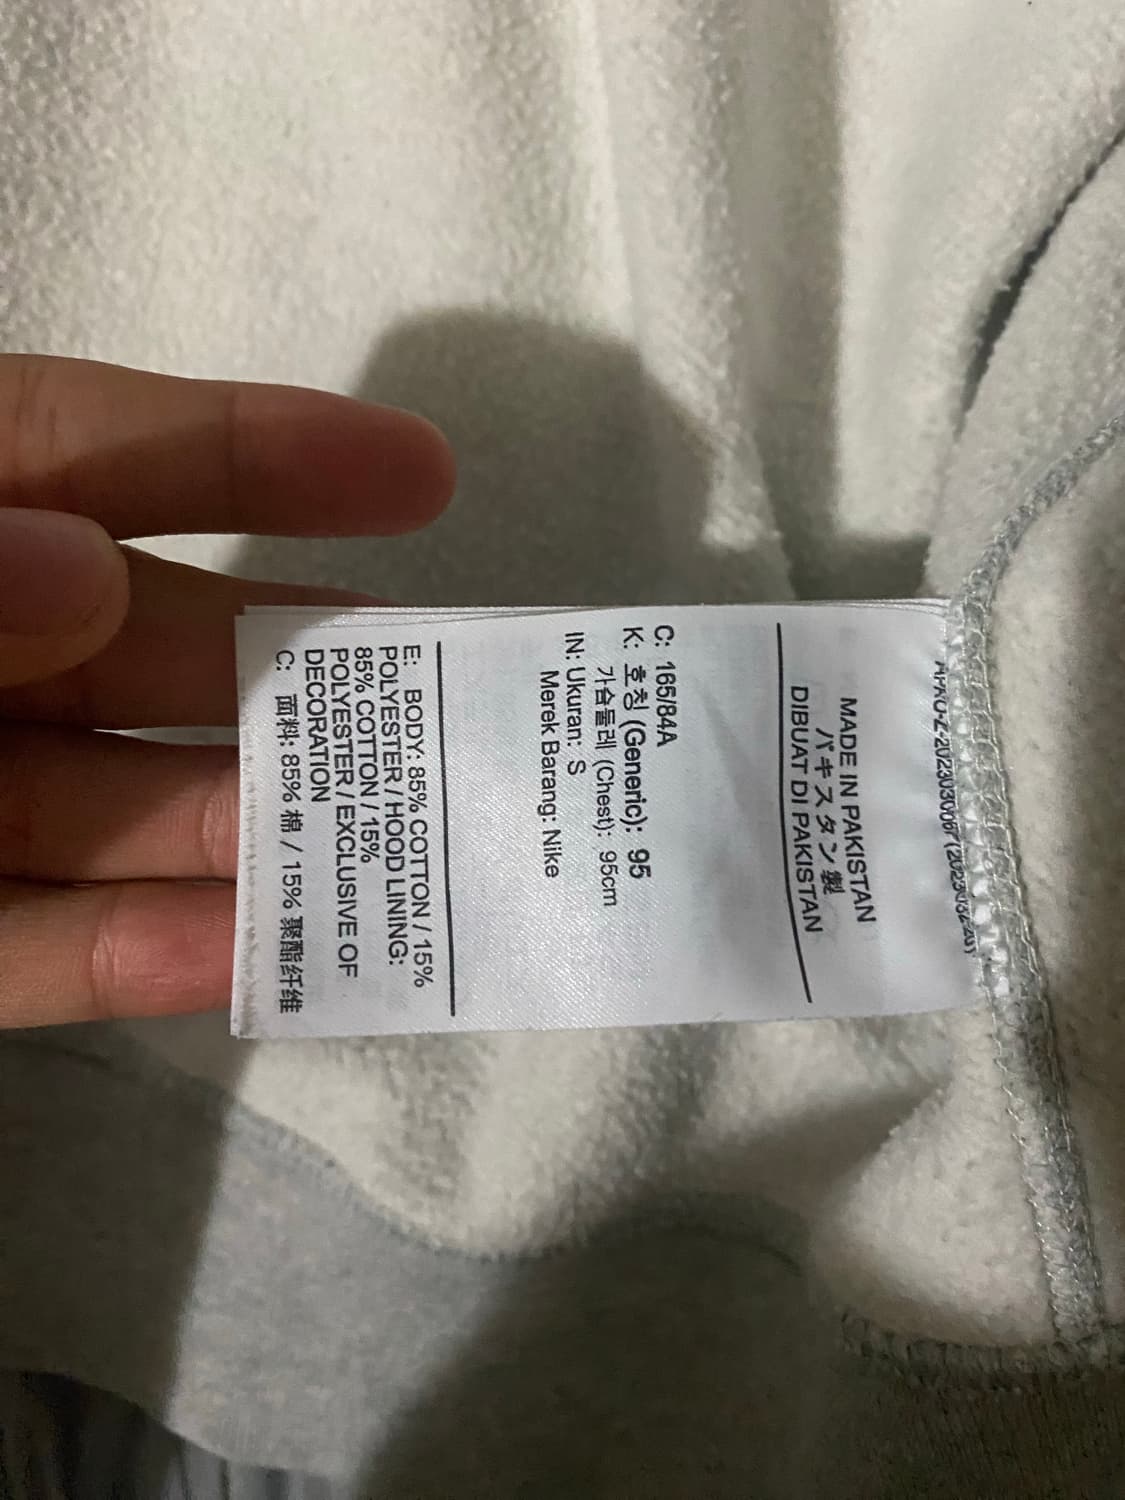 MADE IN PAKISTAN
パキスタン製
DIBUAT DI PAKISTAN
C: 165/84A
K: 호칭 (Generic): 95
가슴둘레 (Chest): 95cm
IN: Ukuran: S
Merek Barang: Nike
E: BODY: 85% COTTON / 15%
POLYESTER / HOOD LINING:
85% COTTON / 15%
POLYESTER / EXCLUSIVE OF
DECORATION
C: 面料: 85% 棉 / 15% 聚酯纤维